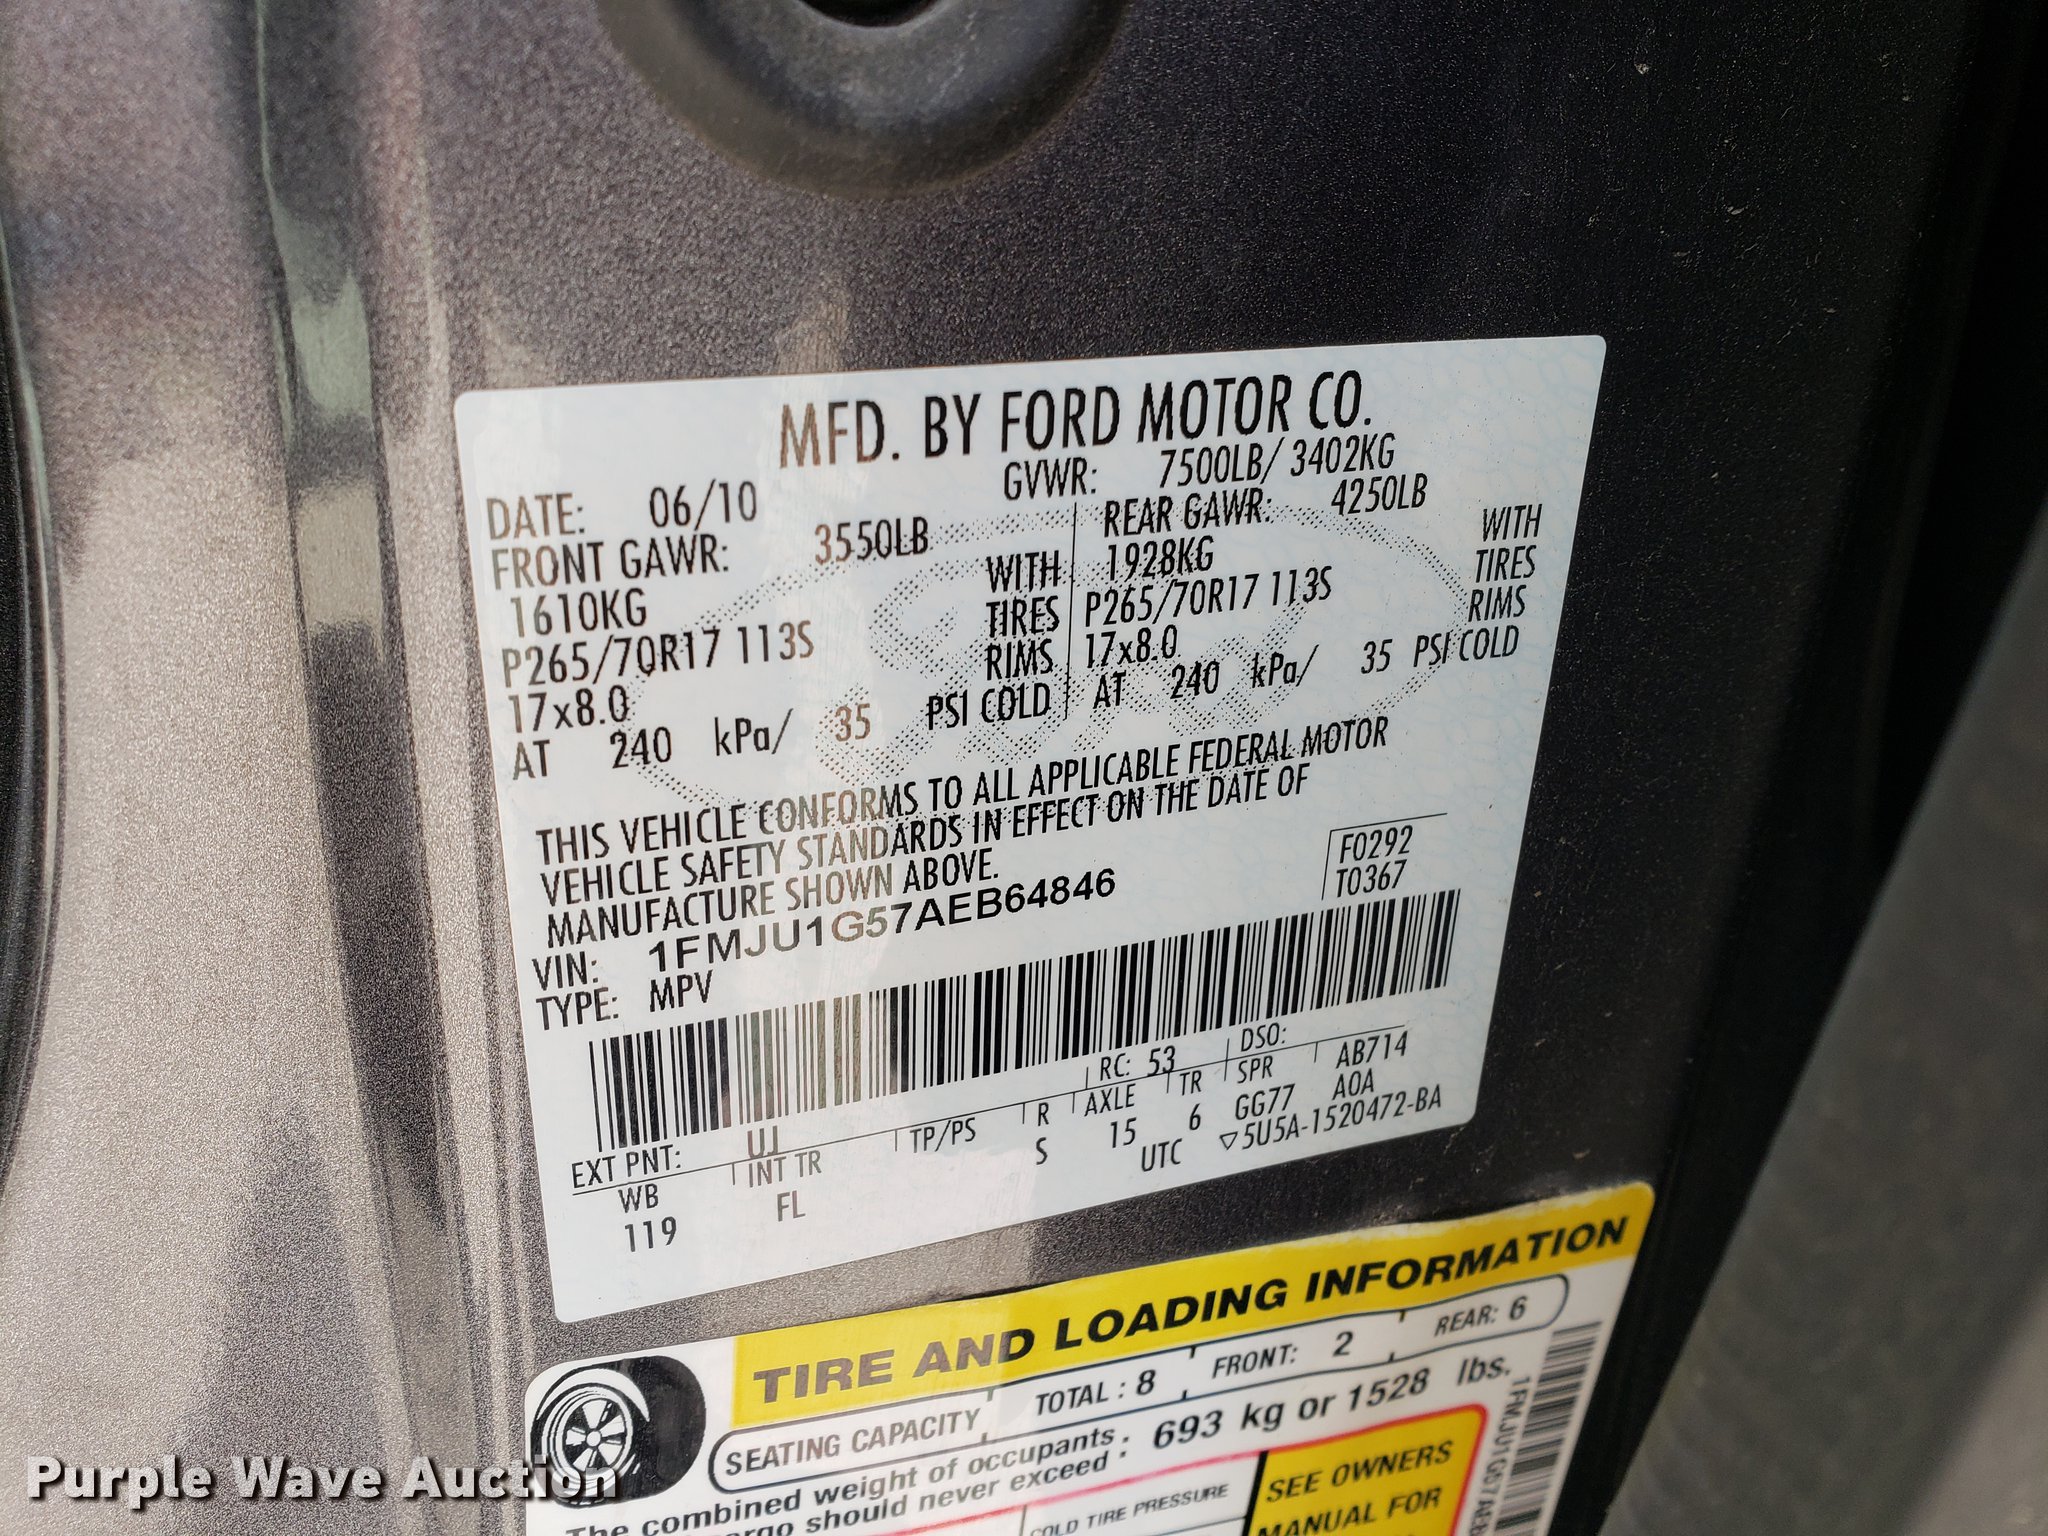 MFD. BY FORD MOTOR CO.
DATE: 06/10 GVWR: 7500LB/ 3402KG
FRONT GAWR: 3550LB REAR GAWR: 4250LB
1610KG WITH 1928KG WITH
P265/70R17 113S TIRES P265/70R17 113S TIRES
17x8.0 RIMS 17x8.0 RIMS
AT 240 kPa/ 35 PSI COLD AT 240 kPa/ 35 PSI COLD
THIS VEHICLE CONFORMS TO ALL APPLICABLE FEDERAL MOTOR
VEHICLE SAFETY STANDARDS IN EFFECT ON THE DATE OF
MANUFACTURE SHOWN ABOVE.
F0292
T0367
VIN: 1FMJU1G57AEB64846
TYPE: MPV
EXT PNT: UJ RC: 53 DSO: AB714
WB INT TR TP/PS R AXLE TR SPR A0A
119 FL S 15 6 GG77
UTC ▽5U5A-1520472-BA
TIRE AND LOADING INFORMATION
SEATING CAPACITY TOTAL : 8 FRONT: 2 REAR: 6
The combined weight of occupants
should never exceed : 693 kg or 1528 lbs.
COLD TIRE PRESSURE
SEE OWNERS
MANUAL FOR
Purple Wave Auction